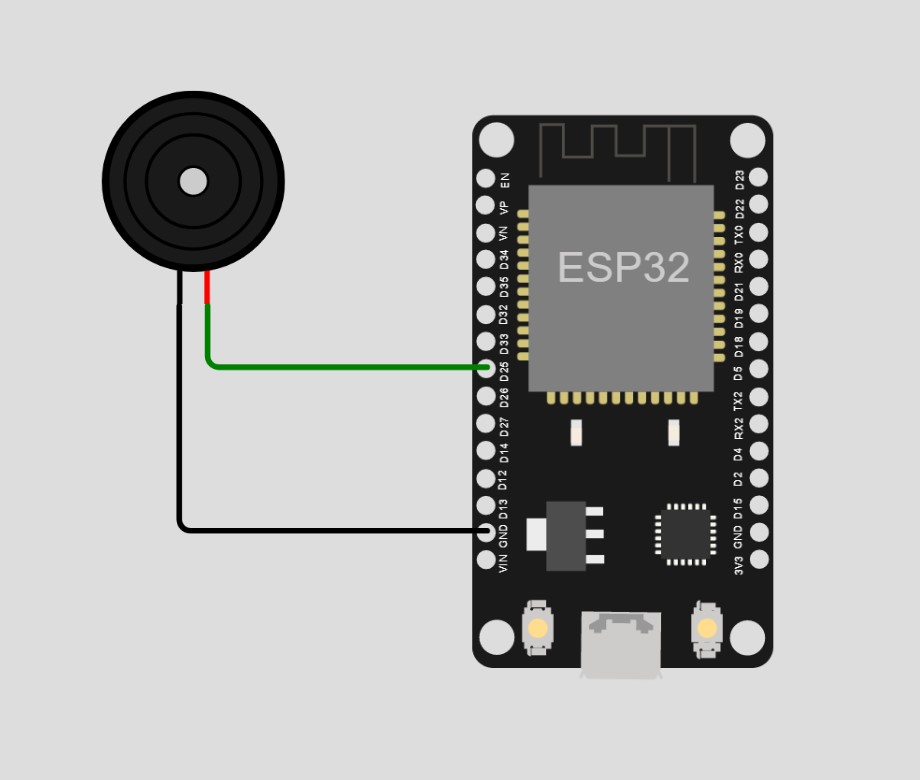 EN
VP
VN
D34
D35
D32
D33
D25
D26
D27
D14
D12
D13
GND
VIN
ESP32
D23
D22
TX0
RX0
D21
D19
D18
D5
TX2
RX2
D4
D2
D15
GND
3V3